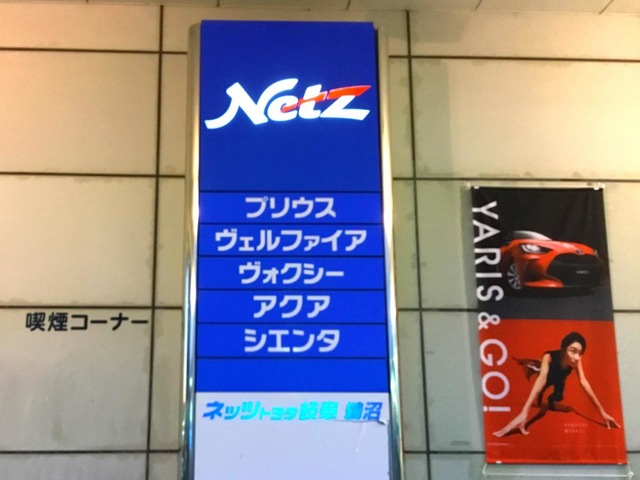 Netz
プリウス
ヴェルファイア
ヴォクシー
アクア
シエンタ
ネッツトヨタ岐阜 鵜沼
喫煙コーナー
YARIS & GO!